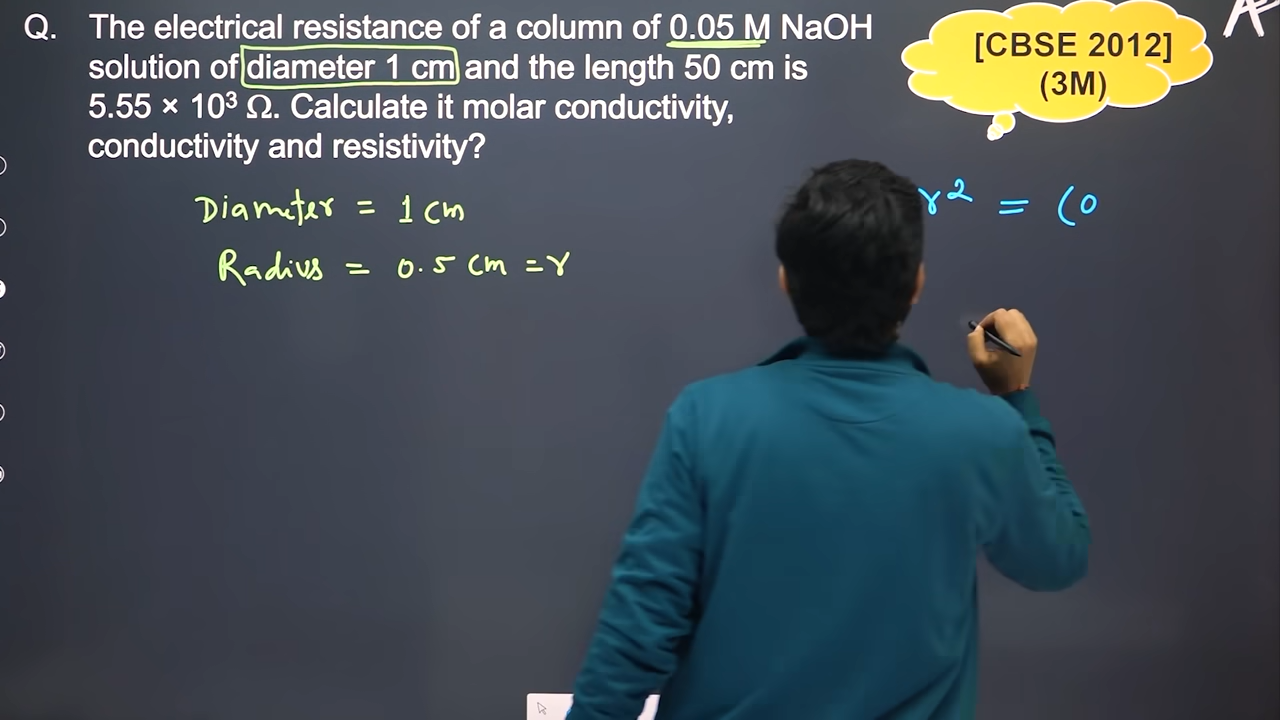 Q. The electrical resistance of a column of 0.05 M NaOH
solution of diameter 1 cm and the length 50 cm is
5.55 × 10³ Ω. Calculate it molar conductivity,
conductivity and resistivity?
[CBSE 2012]
(3M)
Diameter = 1 cm
Radius = 0.5 cm = r
r² = (0